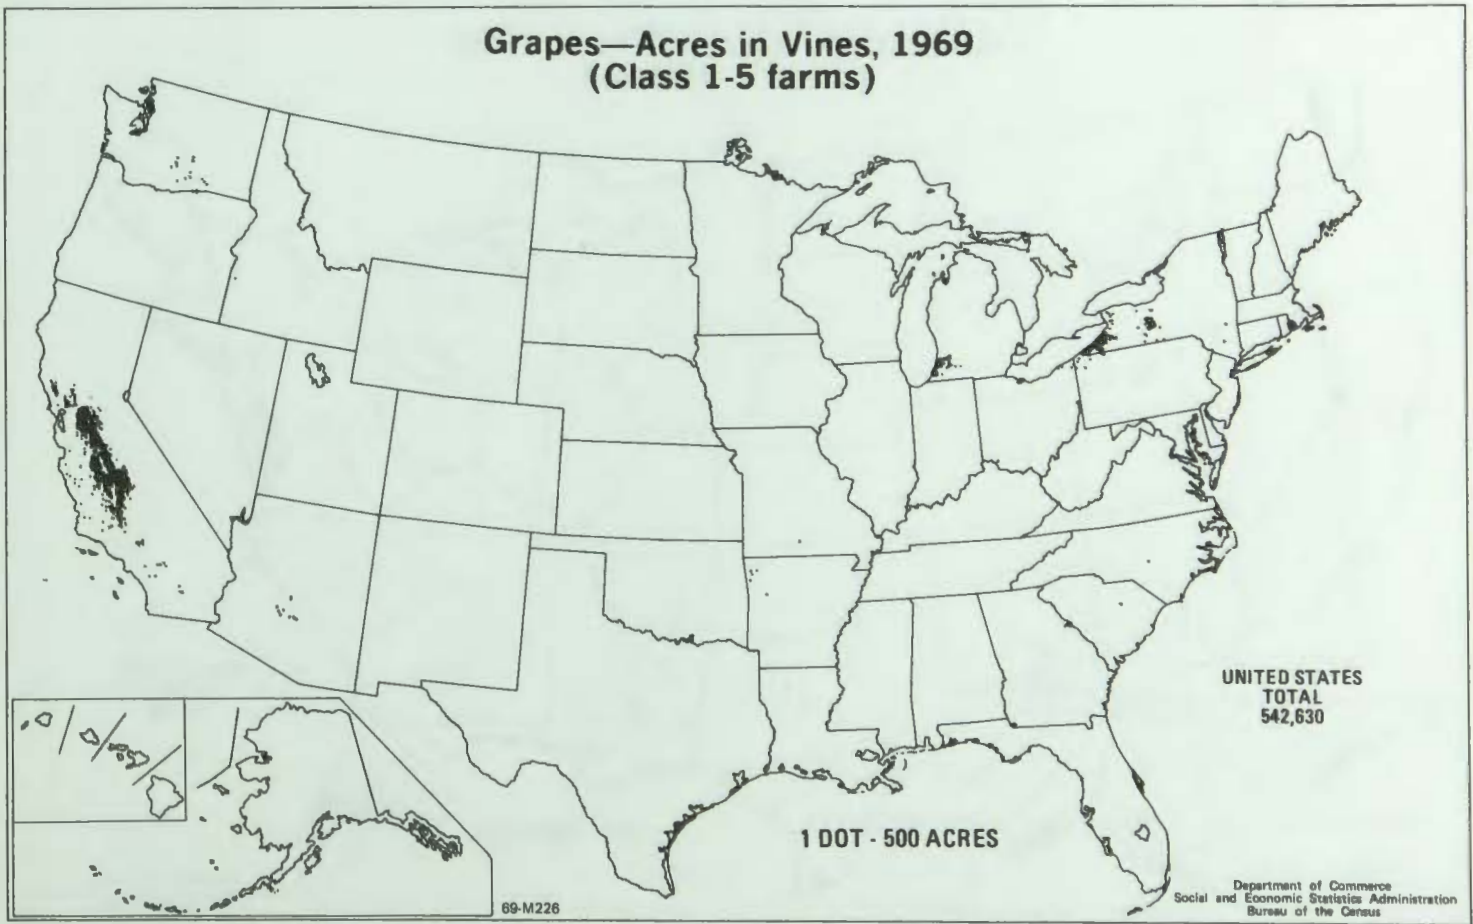 Grapes—Acres in Vines, 1969
(Class 1-5 farms)
UNITED STATES
TOTAL
542,630
1 DOT - 500 ACRES
69-M226
Department of Commerce
Social and Economic Statistics Administration
Bureau of the Census